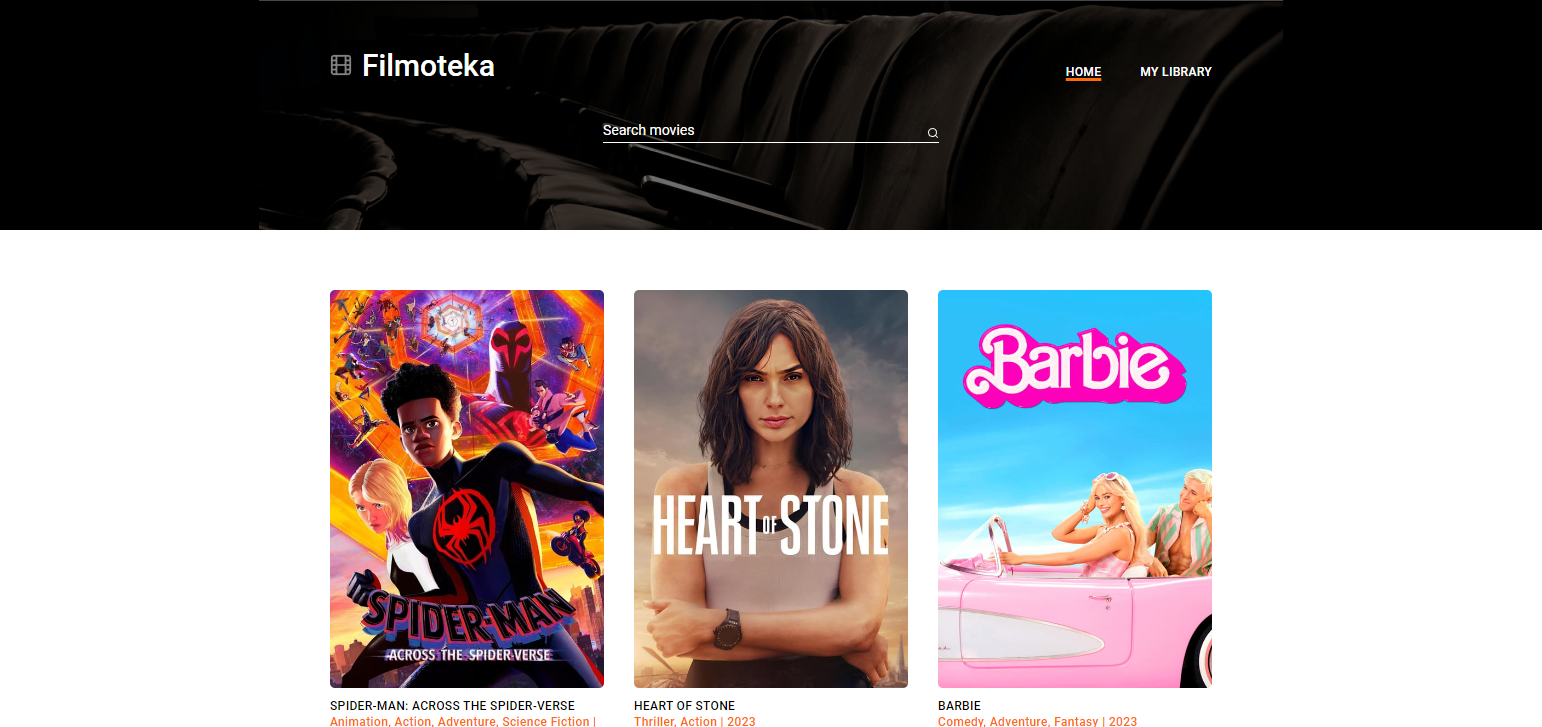 Filmoteka
HOME
MY LIBRARY
Search movies
SPIDER-MAN
ACROSS THE SPIDER-VERSE
HEART OF STONE
Barbie
SPIDER-MAN: ACROSS THE SPIDER-VERSE
Animation, Action, Adventure, Science Fiction |
HEART OF STONE
Thriller, Action | 2023
BARBIE
Comedy, Adventure, Fantasy | 2023